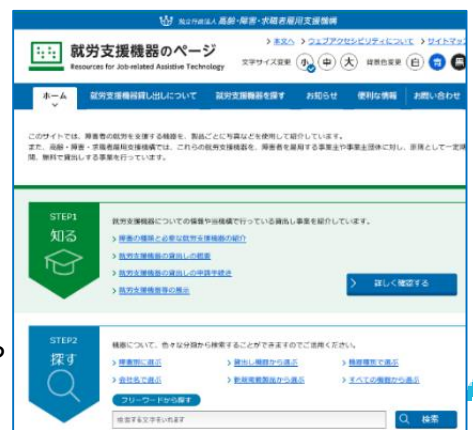 独立行政法人 高齢・障害・求職者雇用支援機構
> 本文へ > ウェブアクセシビリティについて > サイトマップ
就労支援機器のページ
Resources for Job-related Assistive Technology
文字サイズ変更 小 中 大 背景色変更 白 青 黒
ホーム 就労支援機器貸し出しについて 就労支援機器を探す お知らせ 便利な情報 お問い合わせ
このサイトでは、障害者の就労を支援する機器を、製品ごとに写真などを使用して紹介しています。
また、高齢・障害・求職者雇用支援機構では、これらの就労支援機器を、障害者を雇用する事業主や事業主団体に対し、原則として一定期
間、無料で貸出しする事業を行っています。
STEP1
知る
就労支援機器についての情報や当機構で行っている貸出し事業を紹介しています。
> 障害の種類と必要な就労支援機器の紹介
> 就労支援機器の貸出しの概要
> 就労支援機器の貸出しの申請手続き
> 就労支援機器等の展示
> 詳しく確認する
STEP2
探す
機器について、色々な分類から検索することができますのでご活用ください。
> 障害別に選ぶ > 貸出し機器から選ぶ > 機器種別で選ぶ
> 会社名で選ぶ > 新規掲載製品から選ぶ > すべての機器から選ぶ
フリーワードから探す
検索する文字をいれます
検索